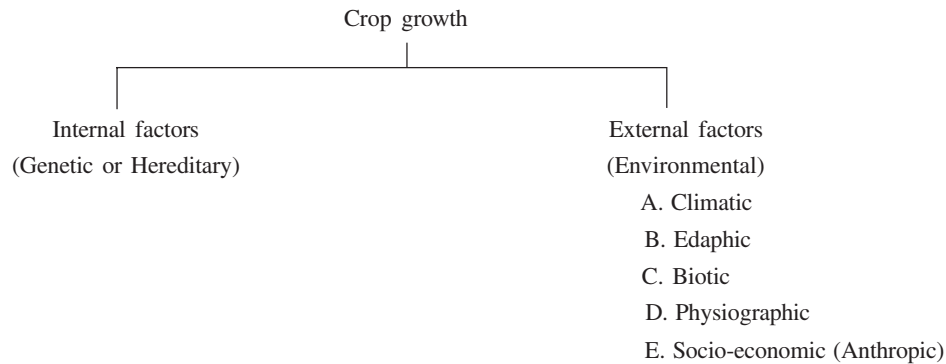 Crop growth
Internal factors
(Genetic or Hereditary)
External factors
(Environmental)
A. Climatic
B. Edaphic
C. Biotic
D. Physiographic
E. Socio-economic (Anthropic)